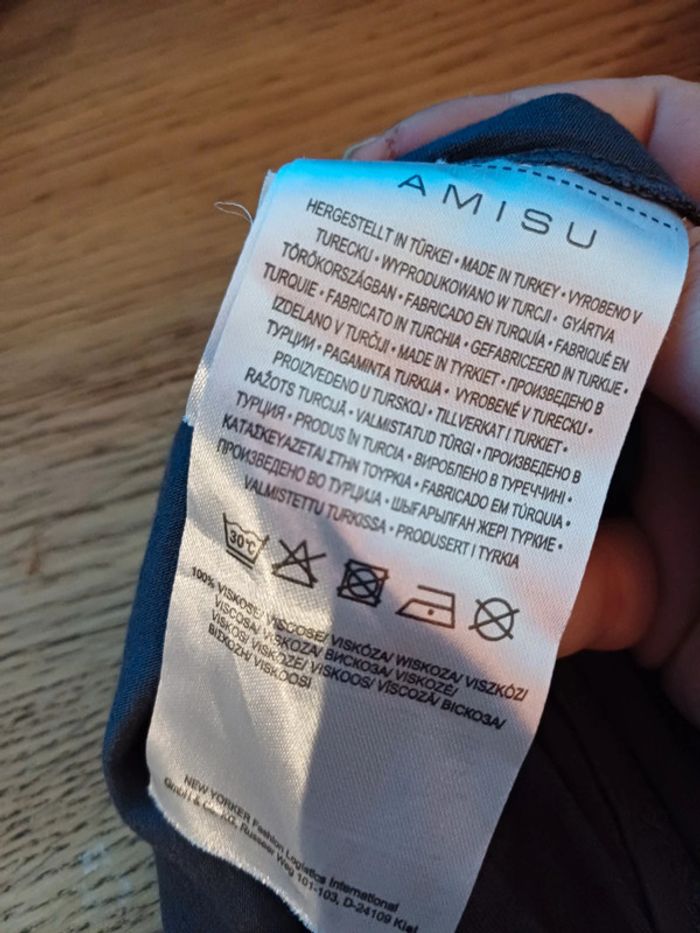 AMISU
HERGESTELLT IN TÜRKEI • MADE IN TURKEY • VYROBENO V
TURECKU • WYPRODUKOWANO W TURCJI • GYÁRTVA
TÖRÖKORSZÁGBAN • FABRICADO EN TURQUÍA • FABRIQUÉ EN
TURQUIE • FABRICATO IN TURCHIA • GEFABRICEERD IN TURKIJE •
IZDELANO V TURČIJI • MADE IN TYRKIET • ПРОИЗВЕДЕНО В
ТУРЦИИ • PAGAMINTA TURKIJA • VYROBENÉ V TURECKU •
PROIZVEDENO U TURSKOJ • TILLVERKAT I TURKIET •
RAŽOTS TURCIJĀ • VALMISTATUD TÜRGI • ПРОИЗВЕДЕНО В
ТУРЦИЯ • PRODUS ÎN TURCIA • ВИРОБЛЕНО В ТУРЕЧЧИНІ •
ΚΑΤΑΣΚΕΥΑΖΕΤΑΙ ΣΤΗΝ ΤΟΥΡΚΙΑ • FABRICADO EM TÚRQUIA •
ПРОИЗВЕДЕНО ВО ТУРЦИЈА • ШЫҒАРЫЛҒАН ЖЕРІ ТУРКИЕ •
VALMISTETTU TURKISSA • PRODUSERT I TYRKIA
30°C
100% VISKOSE/ VISCOSE/ VISKÓZA/ WISKOZA/ VISZKÓZ/
VISCOSA/ VISKOZA/ ВИСКОЗА/ VISKOZĖ/
VISKOS/ VISKOZE/ VISKOOS/ VÍSCOZĂ/ ВІСКОЗА/
ΒΙΣΚΟΖΗ/ VISKOOSI
NEW YORKER Fashion Logistics International
GmbH & Co. KG, Russeer Weg 101-103, D-24109 Kiel